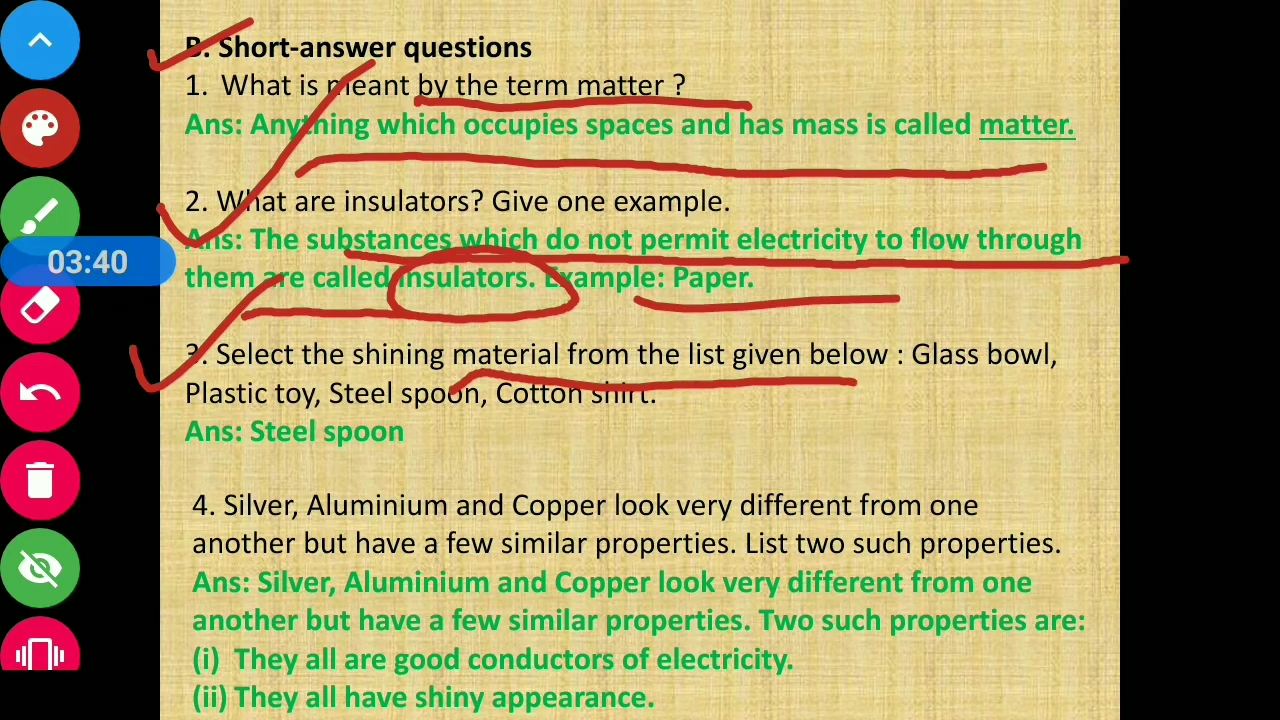 B. Short-answer questions
1. What is meant by the term matter ?
Ans: Anything which occupies spaces and has mass is called matter.
2. What are insulators? Give one example.
Ans: The substances which do not permit electricity to flow through
them are called insulators. Example: Paper.
03:40
3. Select the shining material from the list given below : Glass bowl,
Plastic toy, Steel spoon, Cotton shirt.
Ans: Steel spoon
4. Silver, Aluminium and Copper look very different from one
another but have a few similar properties. List two such properties.
Ans: Silver, Aluminium and Copper look very different from one
another but have a few similar properties. Two such properties are:
(i) They all are good conductors of electricity.
(ii) They all have shiny appearance.